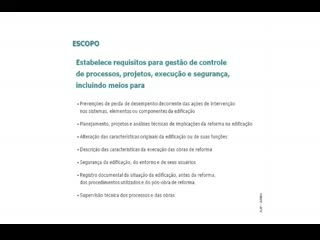 ESCOPO
Estabelece requisitos para gestão de controle
de processos, projetos, execução e segurança,
incluindo meios para
• Prevenções de perda de desempenho decorrente das ações de intervenção
nos sistemas, elementos ou componentes da edificação
• Planejamento, projetos e análises técnicas de implicações da reforma na edificação
• Alteração das características originais da edificação ou de suas funções
• Descrição das características da execução das obras de reforma
• Segurança da edificação, do entorno e de seus usuários
• Registro documental da situação da edificação, antes da reforma,
dos procedimentos utilizados e do pós-obra de reforma
• Supervisão técnica dos processos e das obras